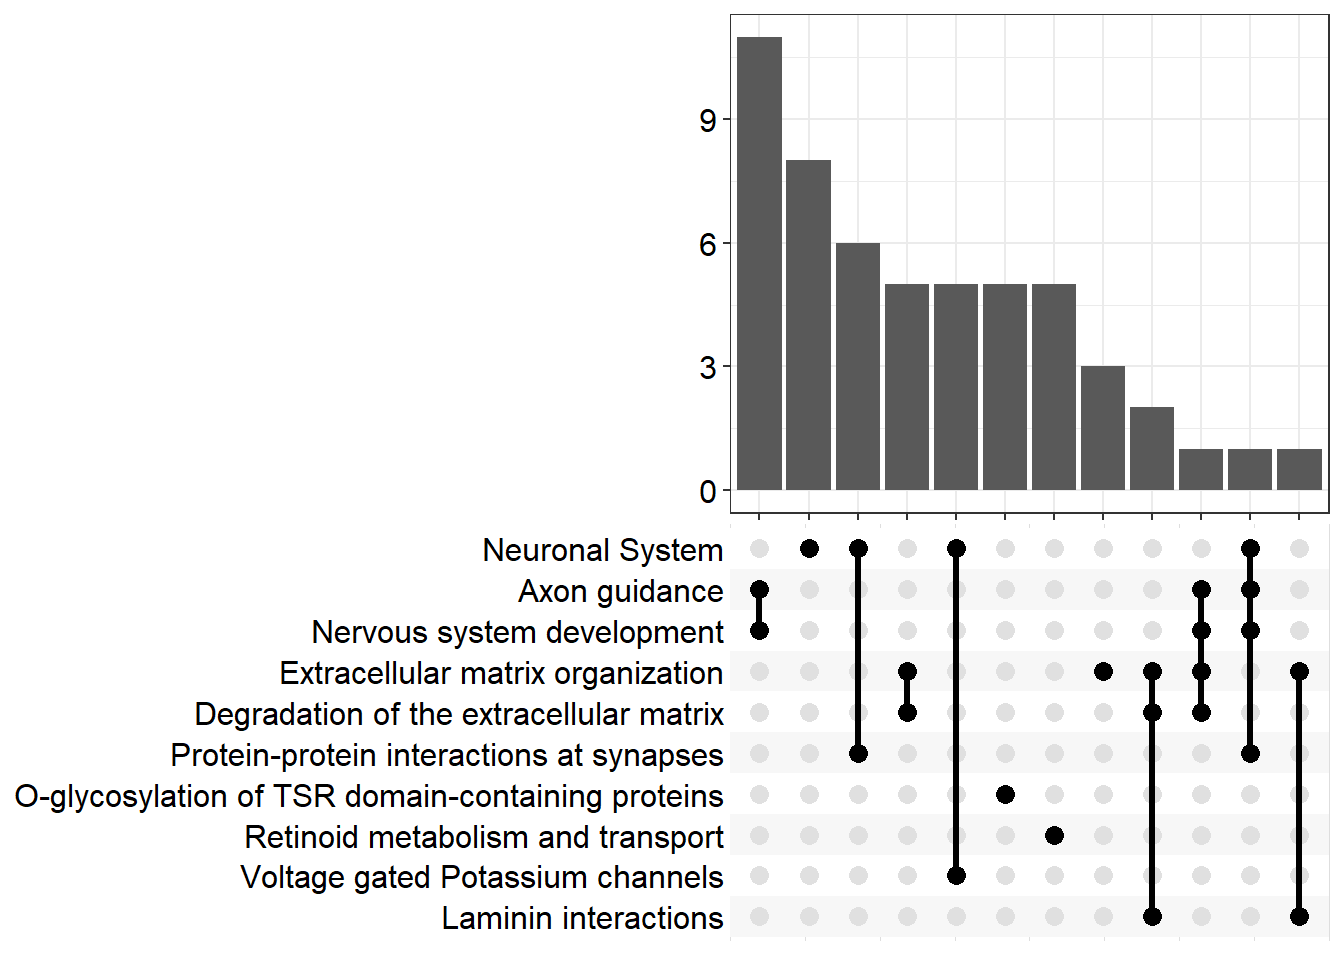 9
6
3
0
Neuronal System
Axon guidance
Nervous system development
Extracellular matrix organization
Degradation of the extracellular matrix
Protein-protein interactions at synapses
O-glycosylation of TSR domain-containing proteins
Retinoid metabolism and transport
Voltage gated Potassium channels
Laminin interactions